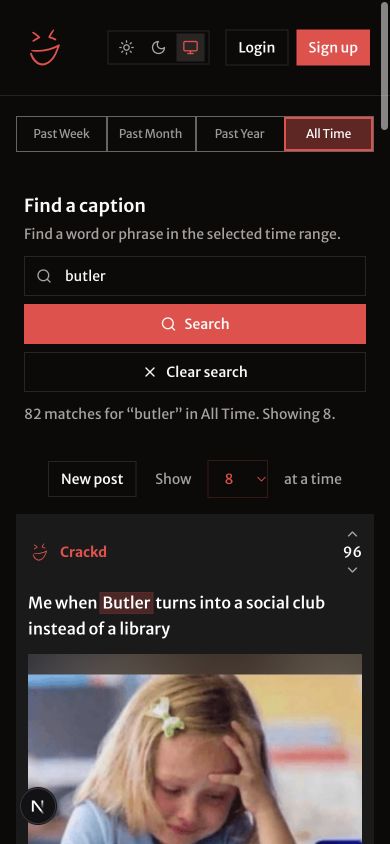 Login
Sign up
Past Week
Past Month
Past Year
All Time
Find a caption
Find a word or phrase in the selected time range.
butler
Search
Clear search
82 matches for “butler” in All Time. Showing 8.
New post
Show
8
at a time
Crackd
96
Me when Butler turns into a social club
instead of a library
N